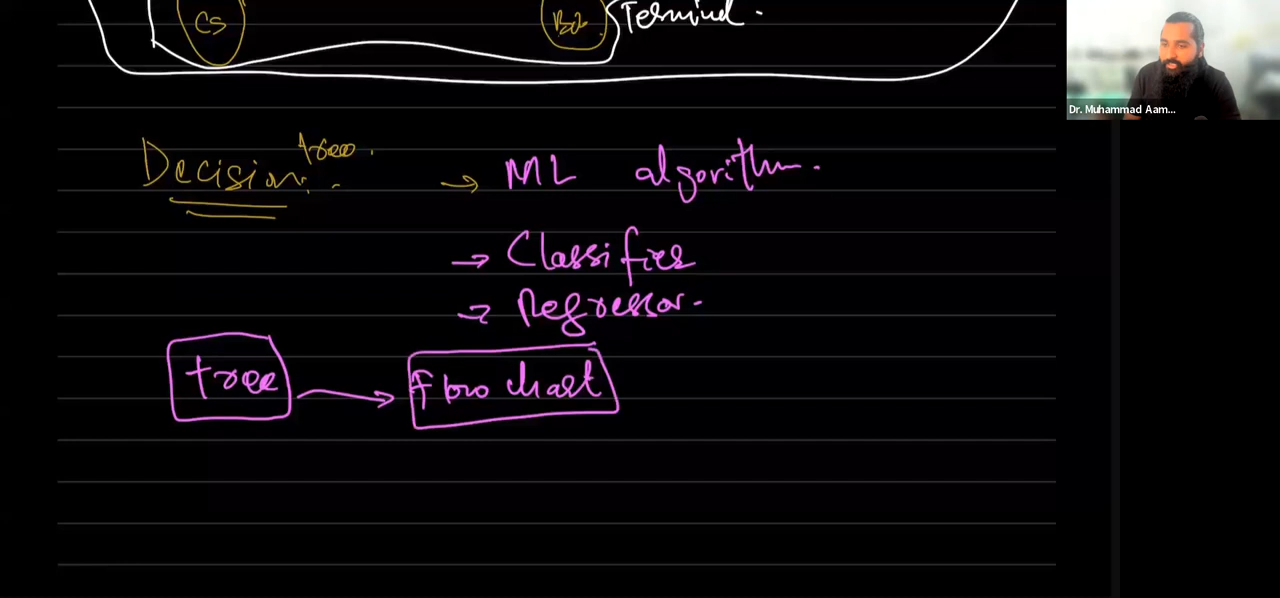 CS
Terminal.
Dr. Muhammad Aam...
Decision tree.
→ ML algorithm.
→ Classifier
→ Regressor.
tree → flow chart